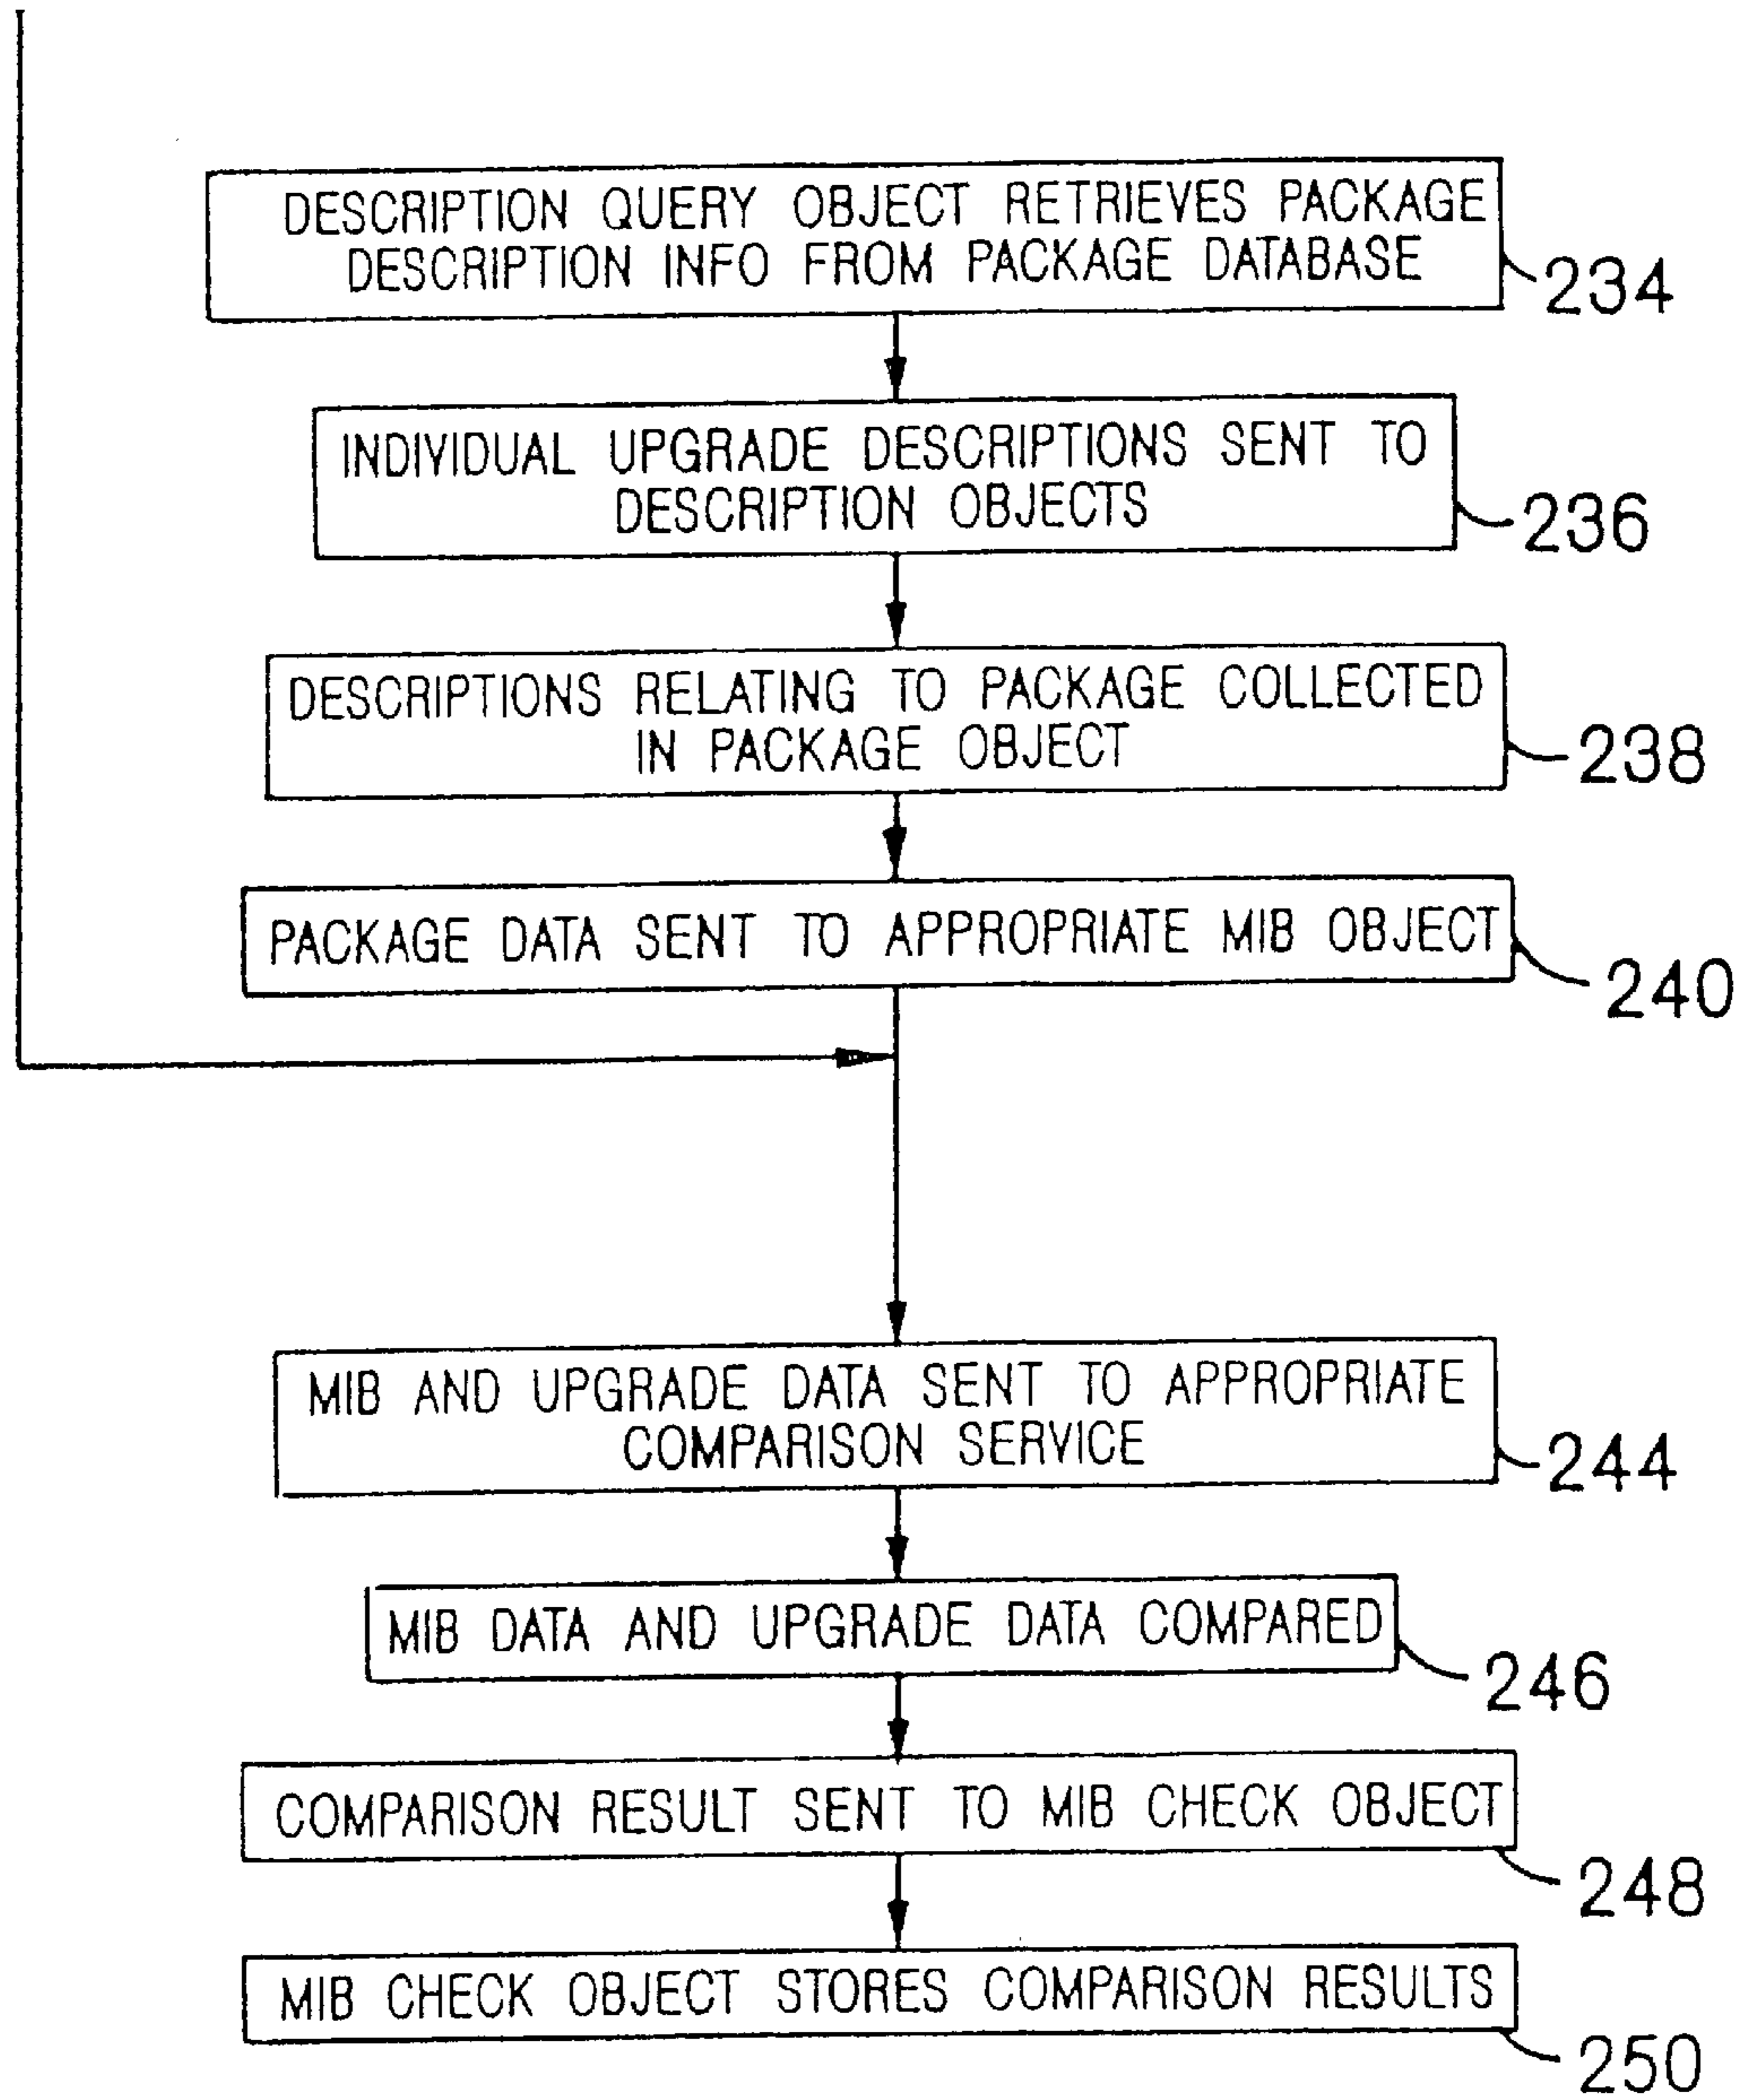 DESCRIPTION QUERY OBJECT RETRIEVES PACKAGE
DESCRIPTION INFO FROM PACKAGE DATABASE
234
INDIVIDUAL UPGRADE DESCRIPTIONS SENT TO
DESCRIPTION OBJECTS
236
DESCRIPTIONS RELATING TO PACKAGE COLLECTED
IN PACKAGE OBJECT
238
PACKAGE DATA SENT TO APPROPRIATE MIB OBJECT
240
MIB AND UPGRADE DATA SENT TO APPROPRIATE
COMPARISON SERVICE
244
MIB DATA AND UPGRADE DATA COMPARED
246
COMPARISON RESULT SENT TO MIB CHECK OBJECT
248
MIB CHECK OBJECT STORES COMPARISON RESULTS
250